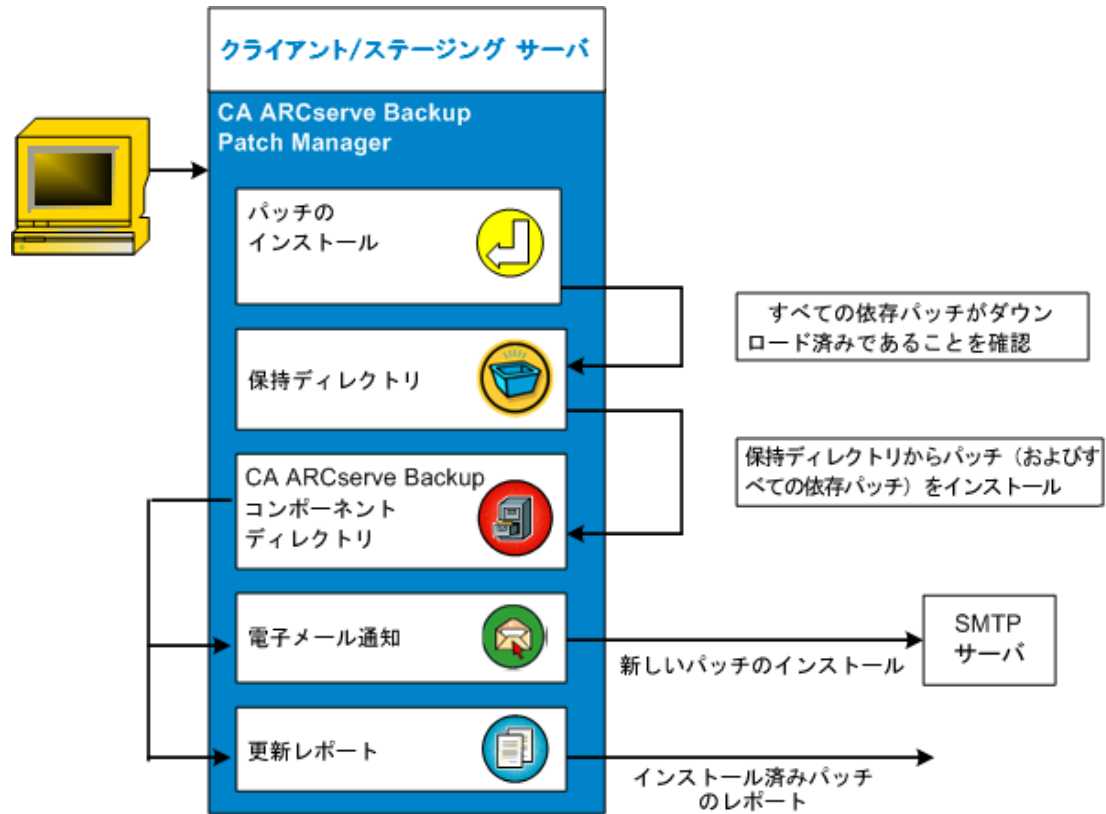 クライアント/ステージング サーバ
CA ARCserve Backup
Patch Manager
パッチの
インストール
すべての依存パッチがダウン
ロード済みであることを確認
保持ディレクトリ
保持ディレクトリからパッチ（およびす
べての依存パッチ）をインストール
CA ARCserve Backup
コンポーネント
ディレクトリ
電子メール通知
新しいパッチのインストール
SMTP
サーバ
更新レポート
インストール済みパッチ
のレポート